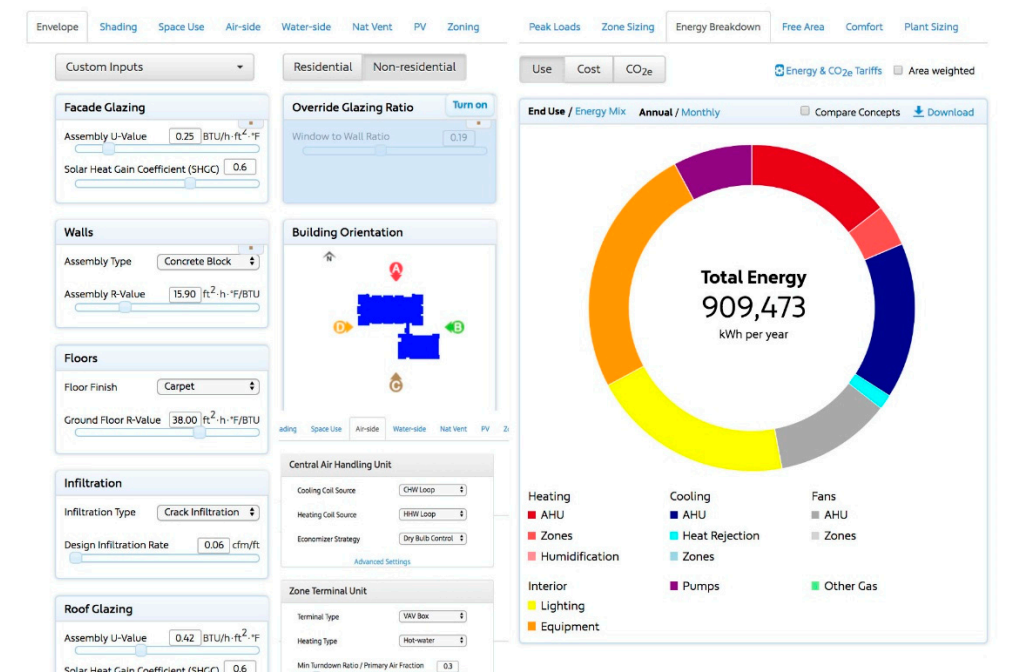 Envelope Shading Space Use Air-side Water-side Nat Vent PV Zoning
Custom Inputs
Residential Non-residential
Facade Glazing
Assembly U-Value 0.25 BTU/h·ft²·°F
Solar Heat Gain Coefficient (SHGC) 0.6
Override Glazing Ratio Turn on
Window to Wall Ratio 0.19
Walls
Assembly Type Concrete Block
Assembly R-Value 15.90 ft²·h·°F/BTU
Building Orientation
N
A
D
B
C
Floors
Floor Finish Carpet
Ground Floor R-Value 38.00 ft²·h·°F/BTU
Infiltration
Infiltration Type Crack Infiltration
Design Infiltration Rate 0.06 cfm/ft
Roof Glazing
Assembly U-Value 0.42 BTU/h·ft²·°F
Solar Heat Gain Coefficient (SHGC) 0.6
ading Space Use Air-side Water-side Nat Vent PV
Central Air Handling Unit
Cooling Coil Source CHW Loop
Heating Coil Source HHW Loop
Economizer Strategy Dry Bulb Control
Advanced Settings
Zone Terminal Unit
Terminal Type VAV Box
Heating Type Hot-water
Min Turndown Ratio / Primary Air Fraction 0.3
Peak Loads Zone Sizing Energy Breakdown Free Area Comfort Plant Sizing
Use Cost CO₂e
Energy & CO₂e Tariffs Area weighted
End Use / Energy Mix Annual / Monthly Compare Concepts Download
Total Energy
909,473
kWh per year
Heating Cooling Fans
AHU AHU AHU
Zones Heat Rejection Zones
Humidification Zones
Interior Pumps Other Gas
Lighting
Equipment